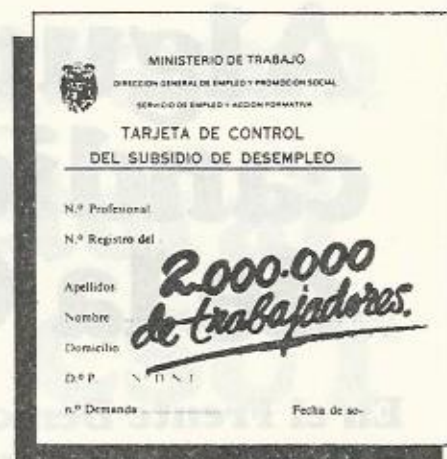 MINISTERIO DE TRABAJO
DIRECCION GENERAL DE EMPLEO Y PROMOCION SOCIAL
SERVICIO DE EMPLEO Y ACCION FORMATIVA
TARJETA DE CONTROL
DEL SUBSIDIO DE DESEMPLEO
N.º Profesional
N.º Registro del
2.000.000
Apellidos
de trabajadores.
Nombre
Domicilio
D.º P. D N I
n.º Demanda Fecha de so-